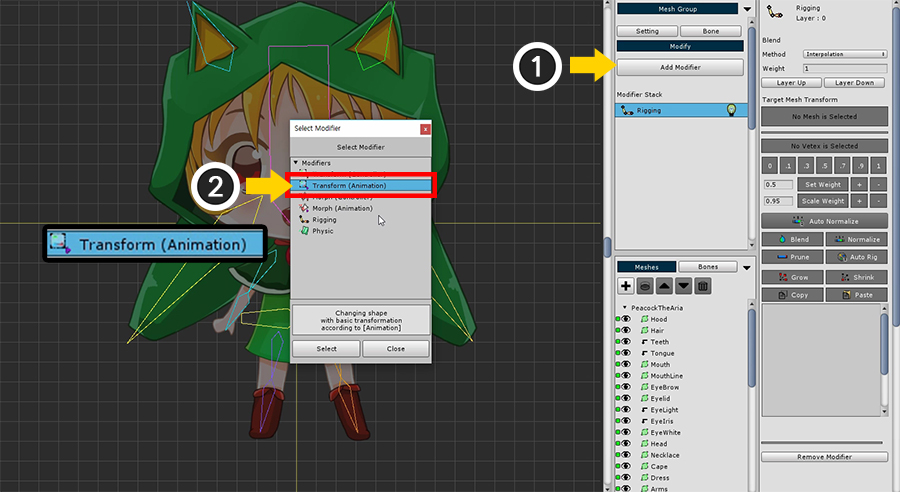 1
2
Transform (Animation)
Select Modifier
x
Select Modifier
Modifiers
Transform (Animation)
Morph (Animation)
Rigging
Physic
Changing shape
with basic transformation
according to [Animation]
Select
Close
Mesh Group
Setting
Bone
Modify
Add Modifier
Modifier Stack
Rigging
Meshes
Bones
PeacockTheAria
Hood
Hair
Teeth
Tongue
Mouth
MouthLine
EyeBrow
Eyelid
EyeLight
EyeIris
EyeWhite
Head
Necklace
Cape
Dress
Arms
Rigging
Layer : 0
Blend
Method
Interpolation
Weight
1
Layer Up
Layer Down
Target Mesh Transform
No Mesh is Selected
No Vetex is Selected
0 .1 .3 .5 .7 .9 1
0.5 Set Weight + -
0.95 Scale Weight + -
Auto Normalize
Blend
Normalize
Prune
Auto Rig
Grow
Shrink
Copy
Paste
Remove Modifier